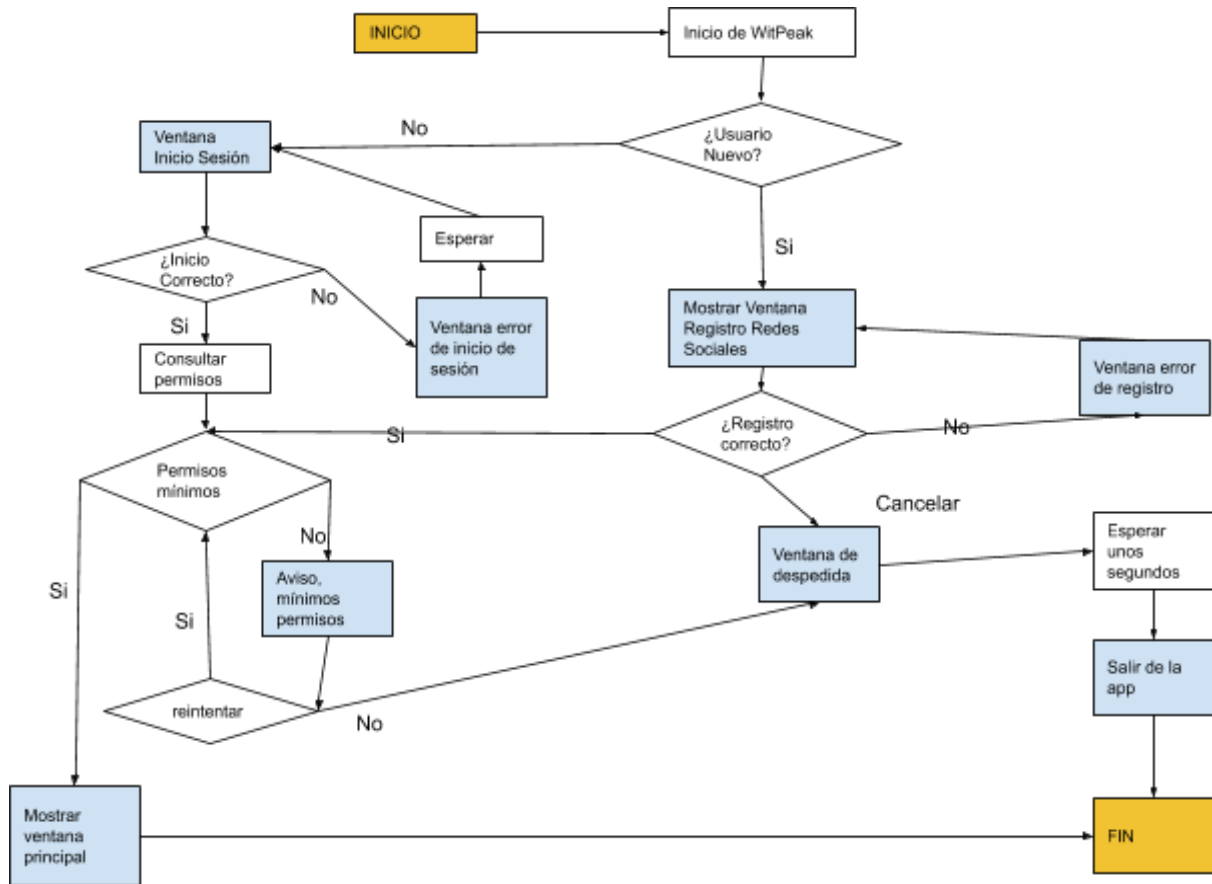 INICIO
Inicio de WitPeak
¿Usuario
Nuevo?
No
Ventana
Inicio Sesión
Si
Esperar
¿Inicio
Correcto?
No
Si
Ventana error
de inicio de
sesión
Mostrar Ventana
Registro Redes
Sociales
Ventana error
de registro
Consultar
permisos
¿Registro
correcto?
Si
No
Permisos
mínimos
Cancelar
No
Ventana de
despedida
Esperar
unos
segundos
Si
Aviso,
mínimos
permisos
Si
Salir de la
app
reintentar
No
Mostrar
ventana
principal
FIN